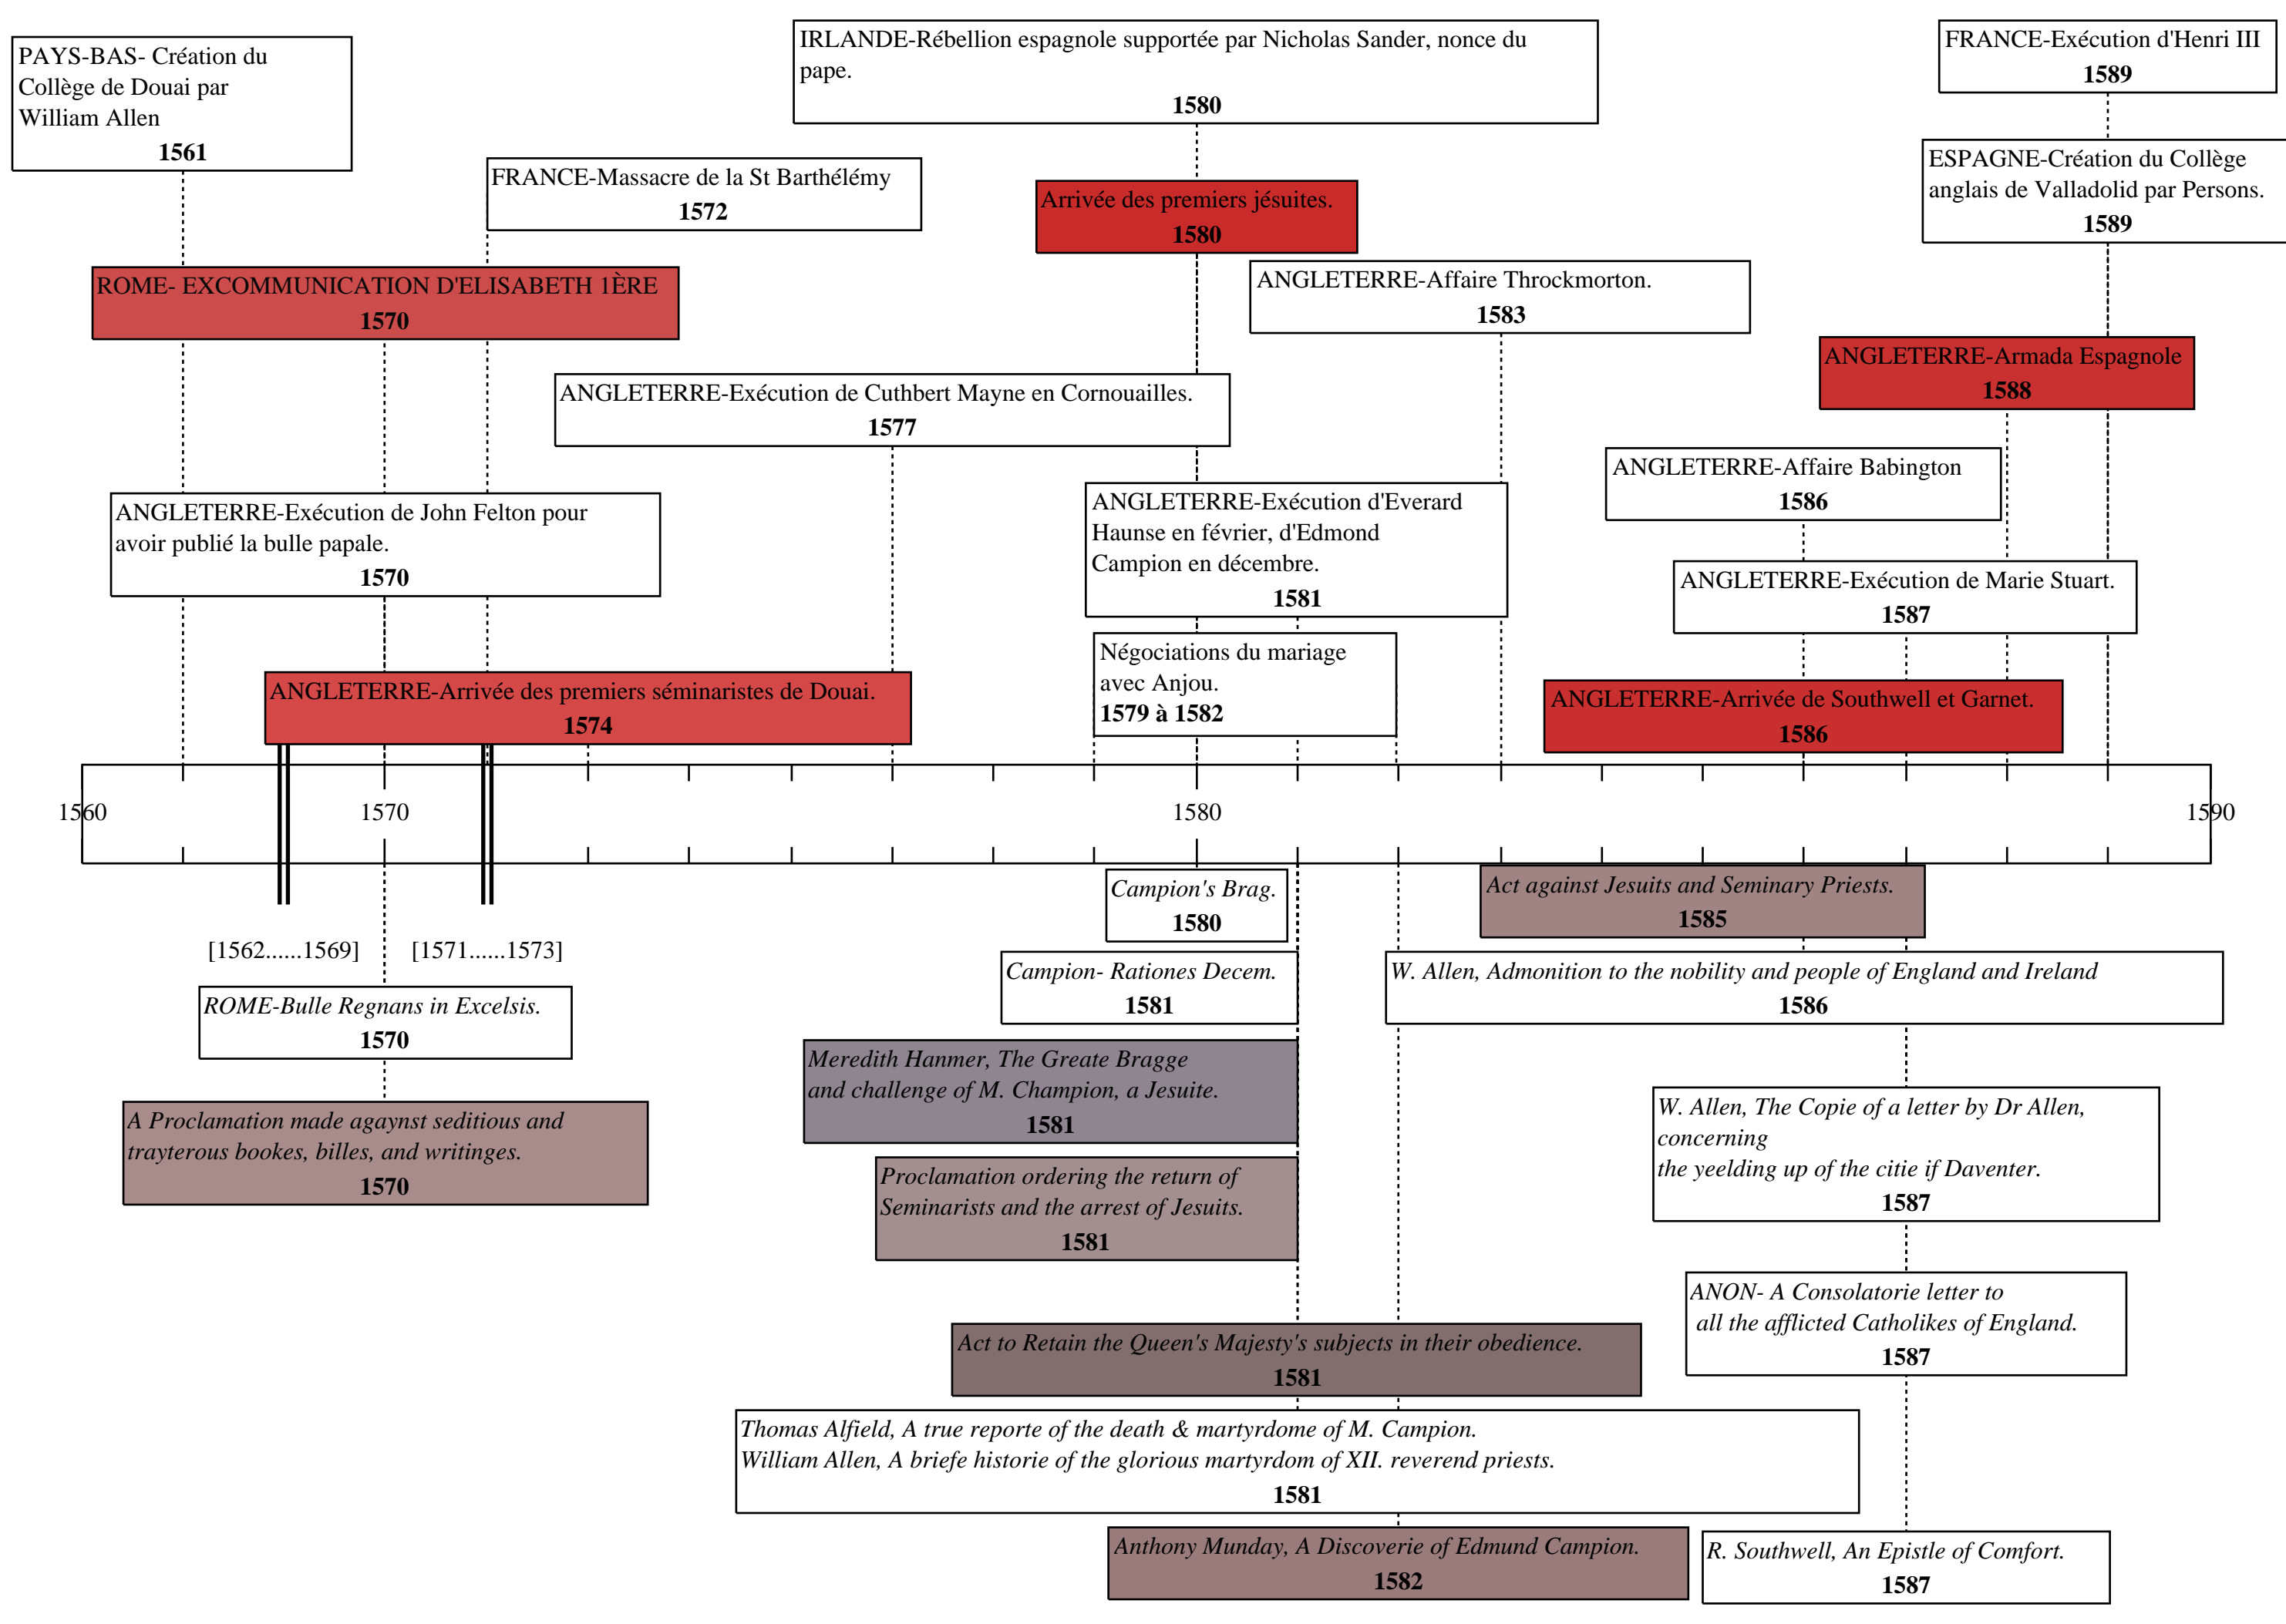 PAYS-BAS- Création du
Collège de Douai par
William Allen
1561
IRLANDE-Rébellion espagnole supportée par Nicholas Sander, nonce du
pape.
1580
FRANCE-Exécution d'Henri III
1589
FRANCE-Massacre de la St Barthélémy
1572
Arrivée des premiers jésuites.
1580
ESPAGNE-Création du Collège
anglais de Valladolid par Persons.
1589
ROME- EXCOMMUNICATION D'ELISABETH 1ÈRE
1570
ANGLETERRE-Affaire Throckmorton.
1583
ANGLETERRE-Armada Espagnole
1588
ANGLETERRE-Exécution de Cuthbert Mayne en Cornouailles.
1577
ANGLETERRE-Affaire Babington
1586
ANGLETERRE-Exécution de John Felton pour
avoir publié la bulle papale.
1570
ANGLETERRE-Exécution d'Everard
Haunse en février, d'Edmond
Campion en décembre.
1581
ANGLETERRE-Exécution de Marie Stuart.
1587
Négociations du mariage
avec Anjou.
1579 à 1582
ANGLETERRE-Arrivée des premiers séminaristes de Douai.
1574
ANGLETERRE-Arrivée de Southwell et Garnet.
1586
1560
1570
1580
1590
[1562......1569]
[1571......1573]
Campion's Brag.
1580
Act against Jesuits and Seminary Priests.
1585
Campion- Rationes Decem.
1581
W. Allen, Admonition to the nobility and people of England and Ireland
1586
ROME-Bulle Regnans in Excelsis.
1570
Meredith Hanmer, The Greate Bragge
and challenge of M. Champion, a Jesuite.
1581
A Proclamation made agaynst seditious and
trayterous bookes, billes, and writinges.
1570
W. Allen, The Copie of a letter by Dr Allen,
concerning
the yeelding up of the citie if Daventer.
1587
Proclamation ordering the return of
Seminarists and the arrest of Jesuits.
1581
ANON- A Consolatorie letter to
all the afflicted Catholikes of England.
1587
Act to Retain the Queen's Majesty's subjects in their obedience.
1581
Thomas Alfield, A true reporte of the death & martyrdome of M. Campion.
William Allen, A briefe historie of the glorious martyrdom of XII. reverend priests.
1581
Anthony Munday, A Discoverie of Edmund Campion.
1582
R. Southwell, An Epistle of Comfort.
1587